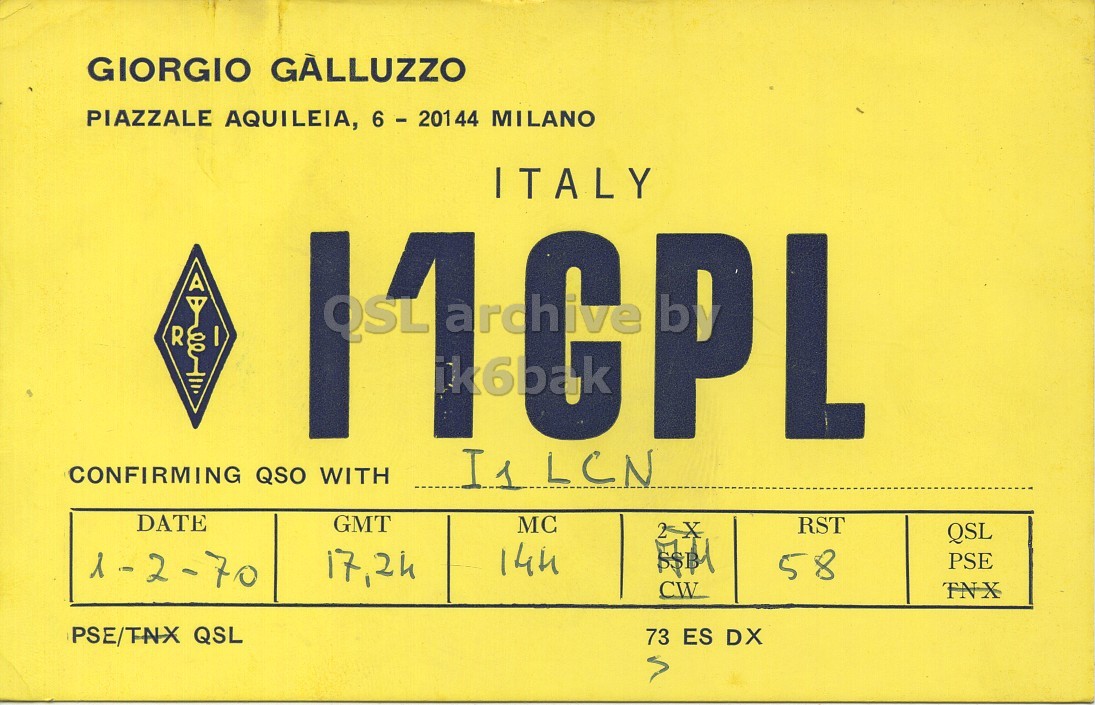 GIORGIO GÀLLUZZO
PIAZZALE AQUILEIA, 6 - 20144 MILANO
ITALY
I1GPL
A
R I
QSL archive by
ik6bak
CONFIRMING QSO WITH I1LCN
DATE GMT MC 2-X RST QSL
SSB PSE
CW TNX
1-2-70 17,24 144 AM 58
PSE/TNX QSL 73 ES DX
S